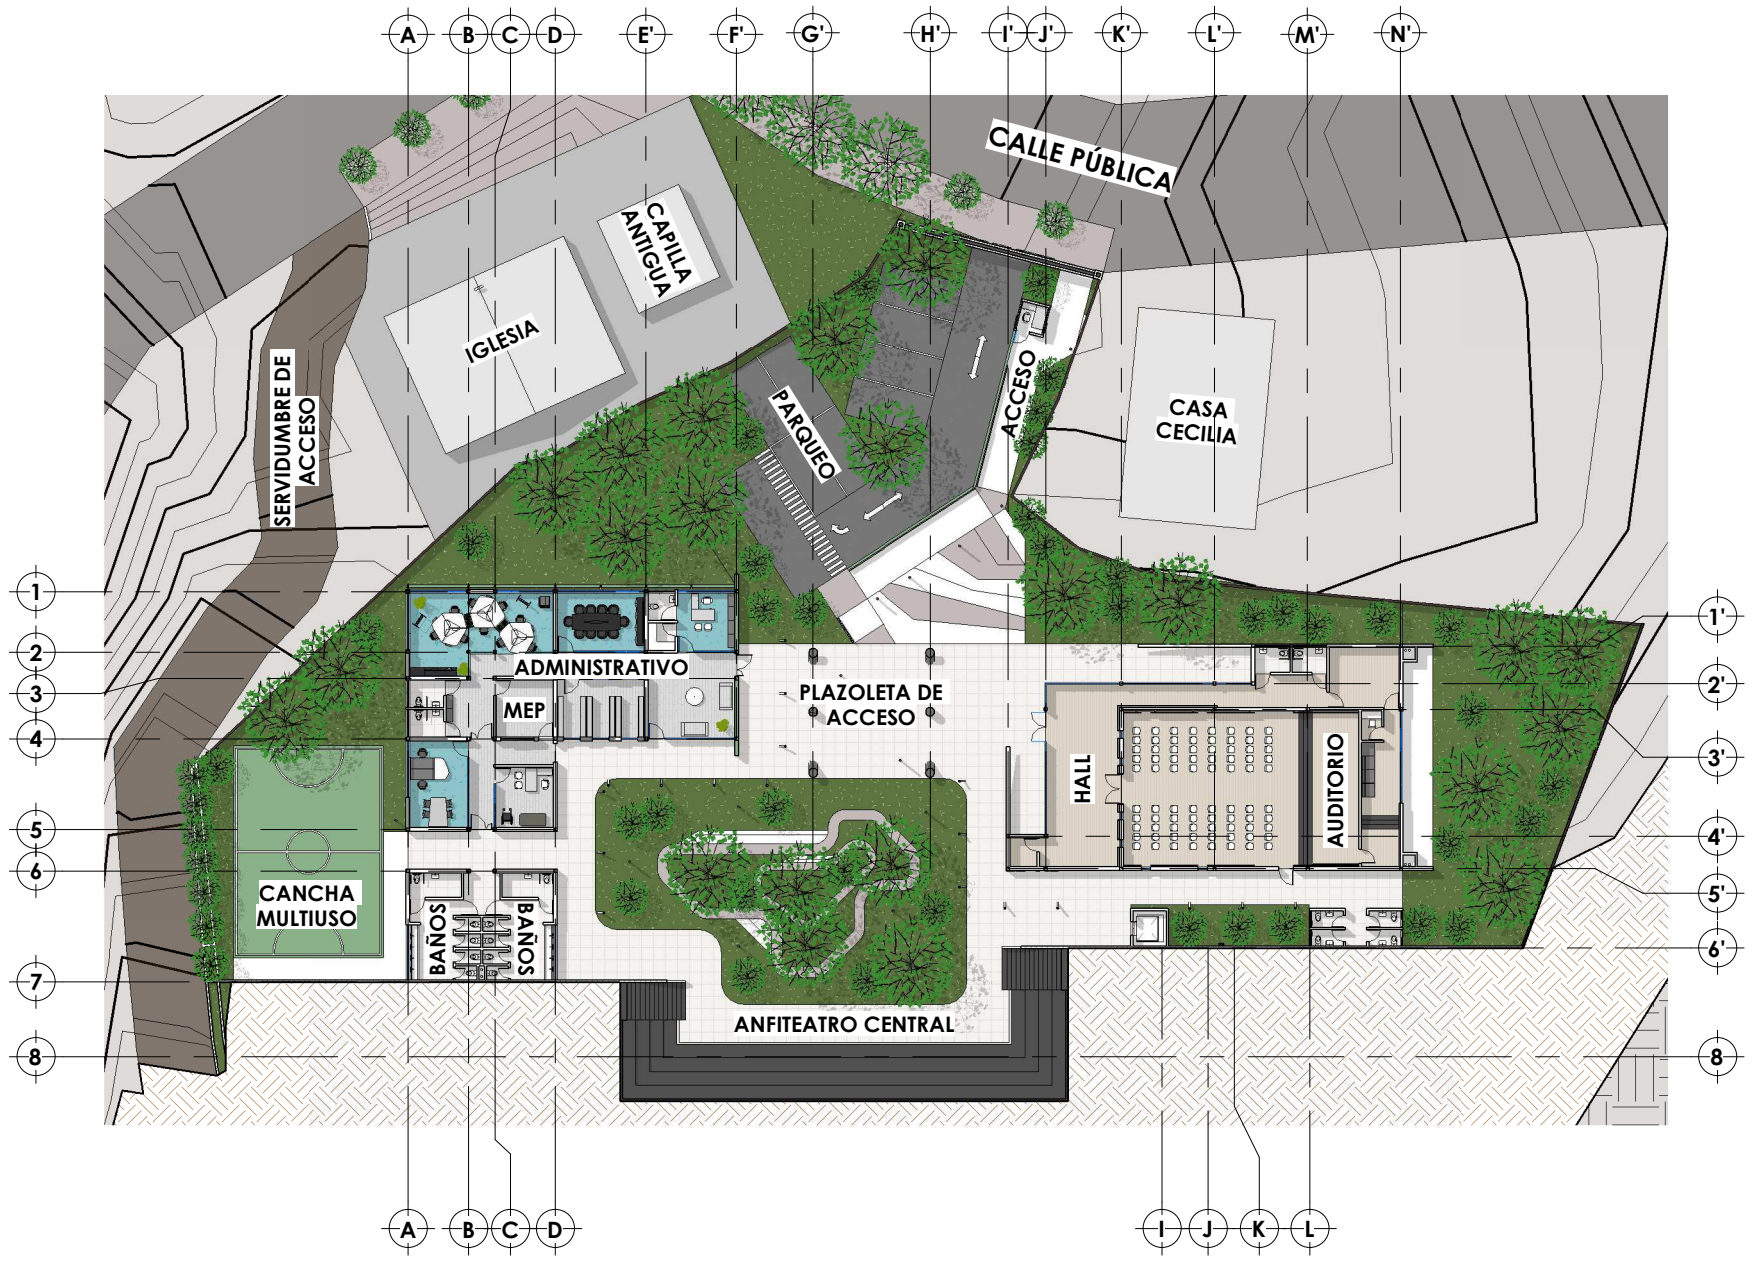 A B C D E' F' G' H' I' J' K' L' M' N'
CALLE PÚBLICA
CAPILLA
ANTIGUA
IGLESIA
SERVIDUMBRE DE
ACCESO
PARQUEO
ACCESO
CASA
CECILIA
1
1'
2
ADMINISTRATIVO
3
PLAZOLETA DE
ACCESO
2'
MEP
4
3'
HALL
AUDITORIO
5
4'
6
CANCHA
MULTIUSO
5'
BAÑOS
BAÑOS
6'
7
ANFITEATRO CENTRAL
8
8
A B C D I J K L